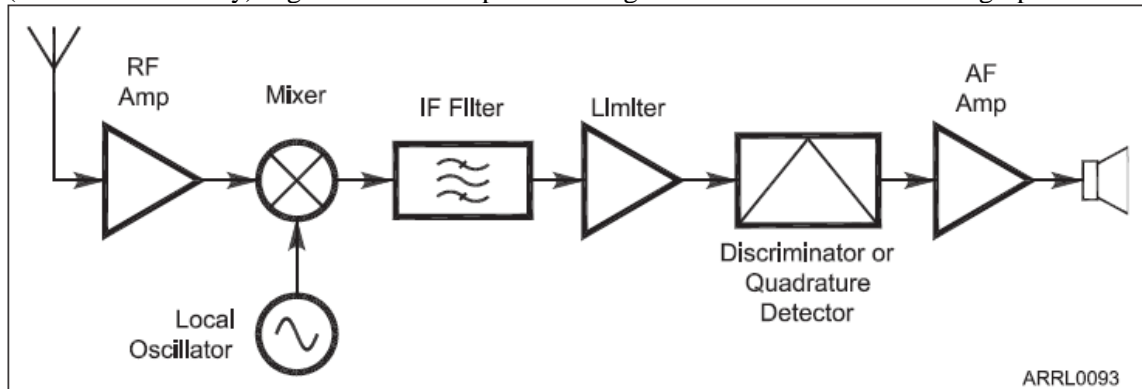 RF
Amp
Mixer
IF Filter
Limiter
AF
Amp
Discriminator or
Quadrature
Detector
Local
Oscillator
ARRL0093